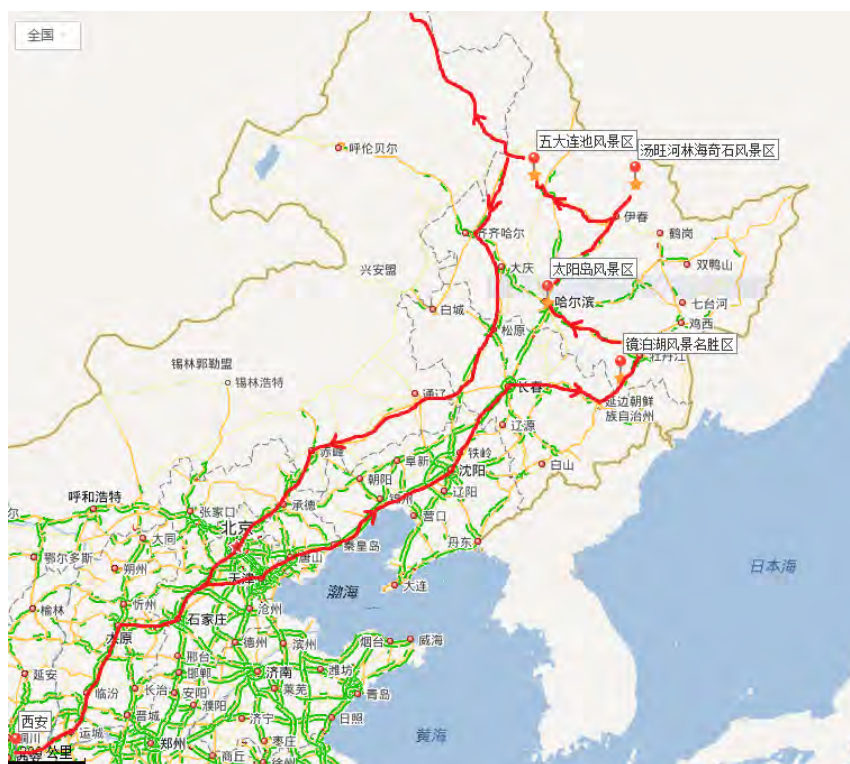 全国
五大连池风景区
汤旺河林海奇石风景区
呼伦贝尔
伊春
鹤岗
齐齐哈尔
双鸭山
兴安盟
大庆
太阳岛风景区
哈尔滨
七台河
白城
松原
鸡西
镜泊湖风景名胜区
牡丹江
锡林郭勒盟
锡林浩特
通辽
长春
延边朝鲜
族自治州
辽源
赤峰
阜新
铁岭
白山
沈阳
朝阳
辽阳
呼和浩特
张家口
承德
锦州
营口
北京
大同
秦皇岛
丹东
鄂尔多斯
唐山
朔州
天津
大连
日本海
渤海
榆林
忻州
石家庄
沧州
太原
德州
滨州
烟台
威海
延安
邢台
临汾
长治
邯郸
济南
潍坊
安阳
莱芜
青岛
濮阳
西安
晋城
济宁
日照
铜川
运城
黄海
郑州
枣庄
公里
商丘
徐州